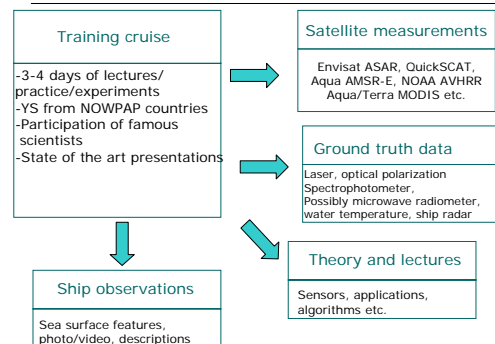 Training cruise
-3-4 days of lectures/
practice/experiments
-YS from NOWPAP countries
-Participation of famous
scientists
-State of the art presentations
Satellite measurements
Envisat ASAR, QuickSCAT,
Aqua AMSR-E, NOAA AVHRR
Aqua/Terra MODIS etc.
Ground truth data
Laser, optical polarization
Spectrophotometer,
Possibly microwave radiometer,
water temperature, ship radar
Theory and lectures
Sensors, applications,
algorithms etc.
Ship observations
Sea surface features,
photo/video, descriptions